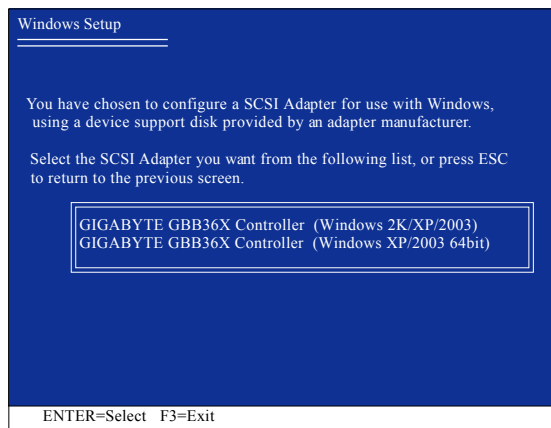 Windows Setup
You have chosen to configure a SCSI Adapter for use with Windows,
using a device support disk provided by an adapter manufacturer.
Select the SCSI Adapter you want from the following list, or press ESC
to return to the previous screen.
GIGABYTE GBB36X Controller (Windows 2K/XP/2003)
GIGABYTE GBB36X Controller (Windows XP/2003 64bit)
ENTER=Select F3=Exit